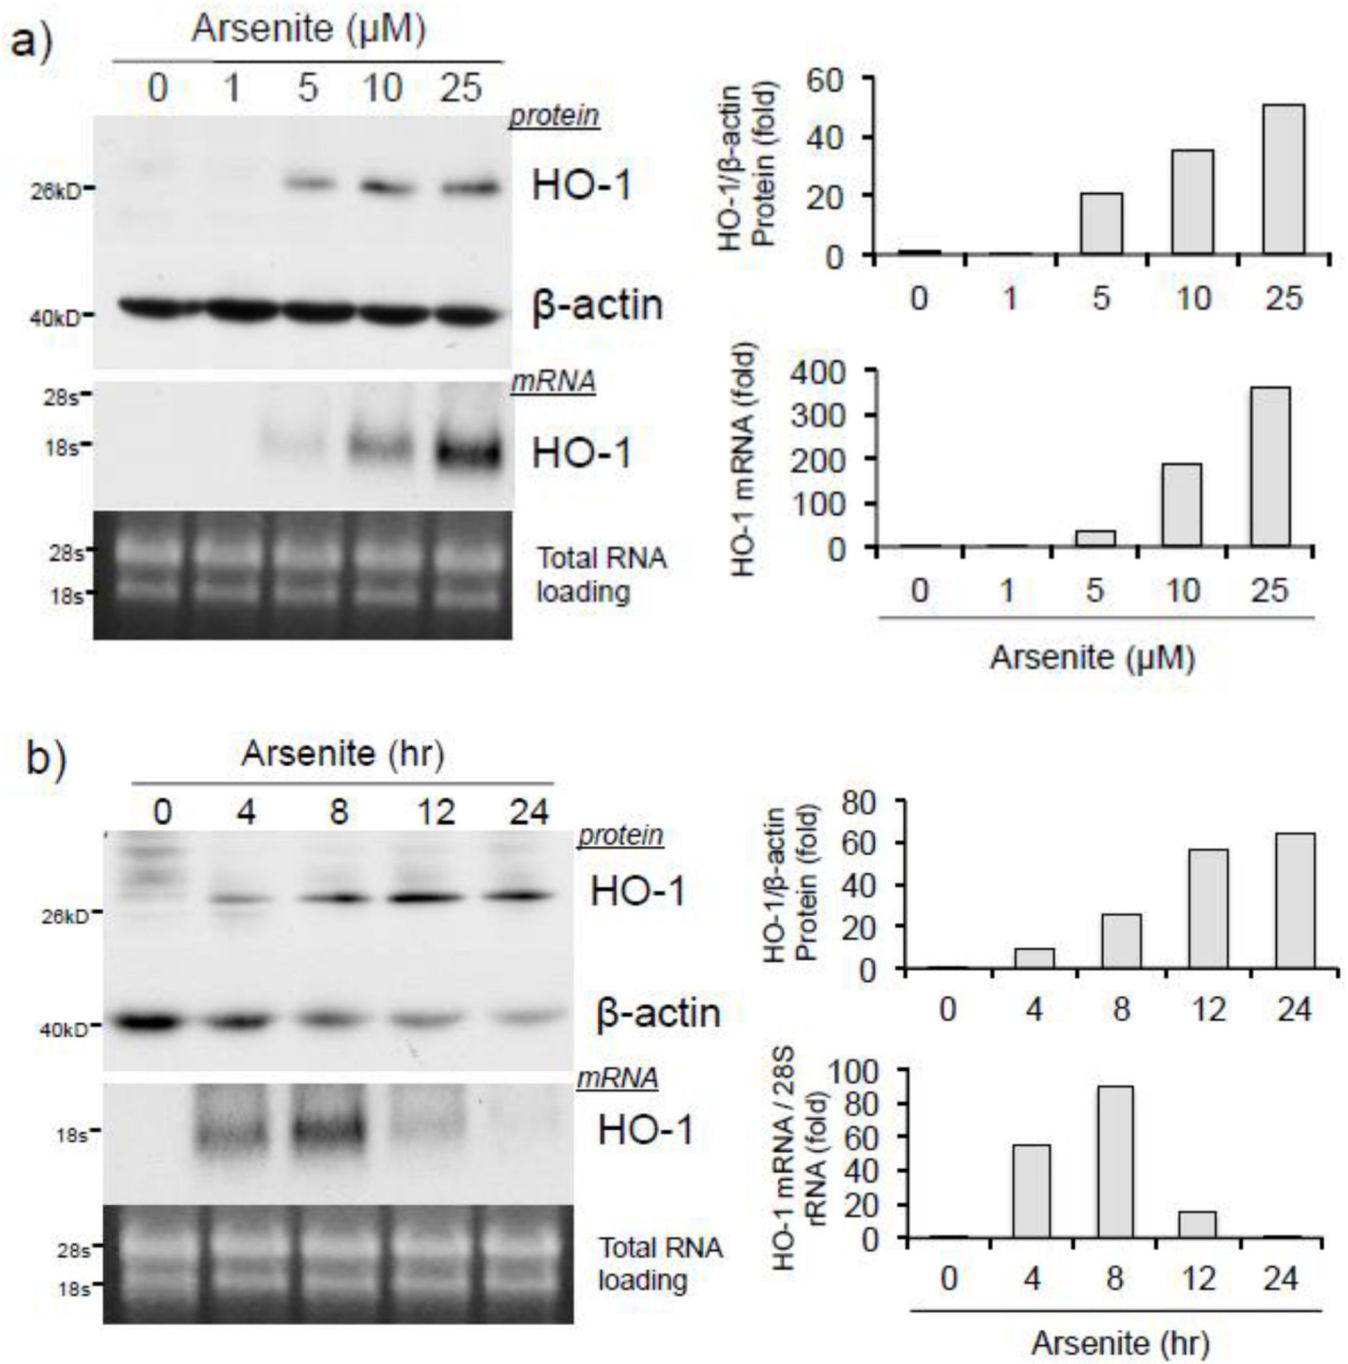 a)
Arsenite (µM)
0 1 5 10 25
protein
26kD
HO-1
40kD
β-actin
mRNA
28s
18s
HO-1
28s
18s
Total RNA
loading
HO-1/β-actin
Protein (fold)
60
40
20
0
0 1 5 10 25
HO-1 mRNA (fold)
400
300
200
100
0
0 1 5 10 25
Arsenite (µM)
b)
Arsenite (hr)
0 4 8 12 24
protein
HO-1
26kD
β-actin
40kD
mRNA
18s
HO-1
28s
18s
Total RNA
loading
HO-1/β-actin
Protein (fold)
80
60
40
20
0
0 4 8 12 24
HO-1 mRNA / 28S
rRNA (fold)
100
80
60
40
20
0
0 4 8 12 24
Arsenite (hr)